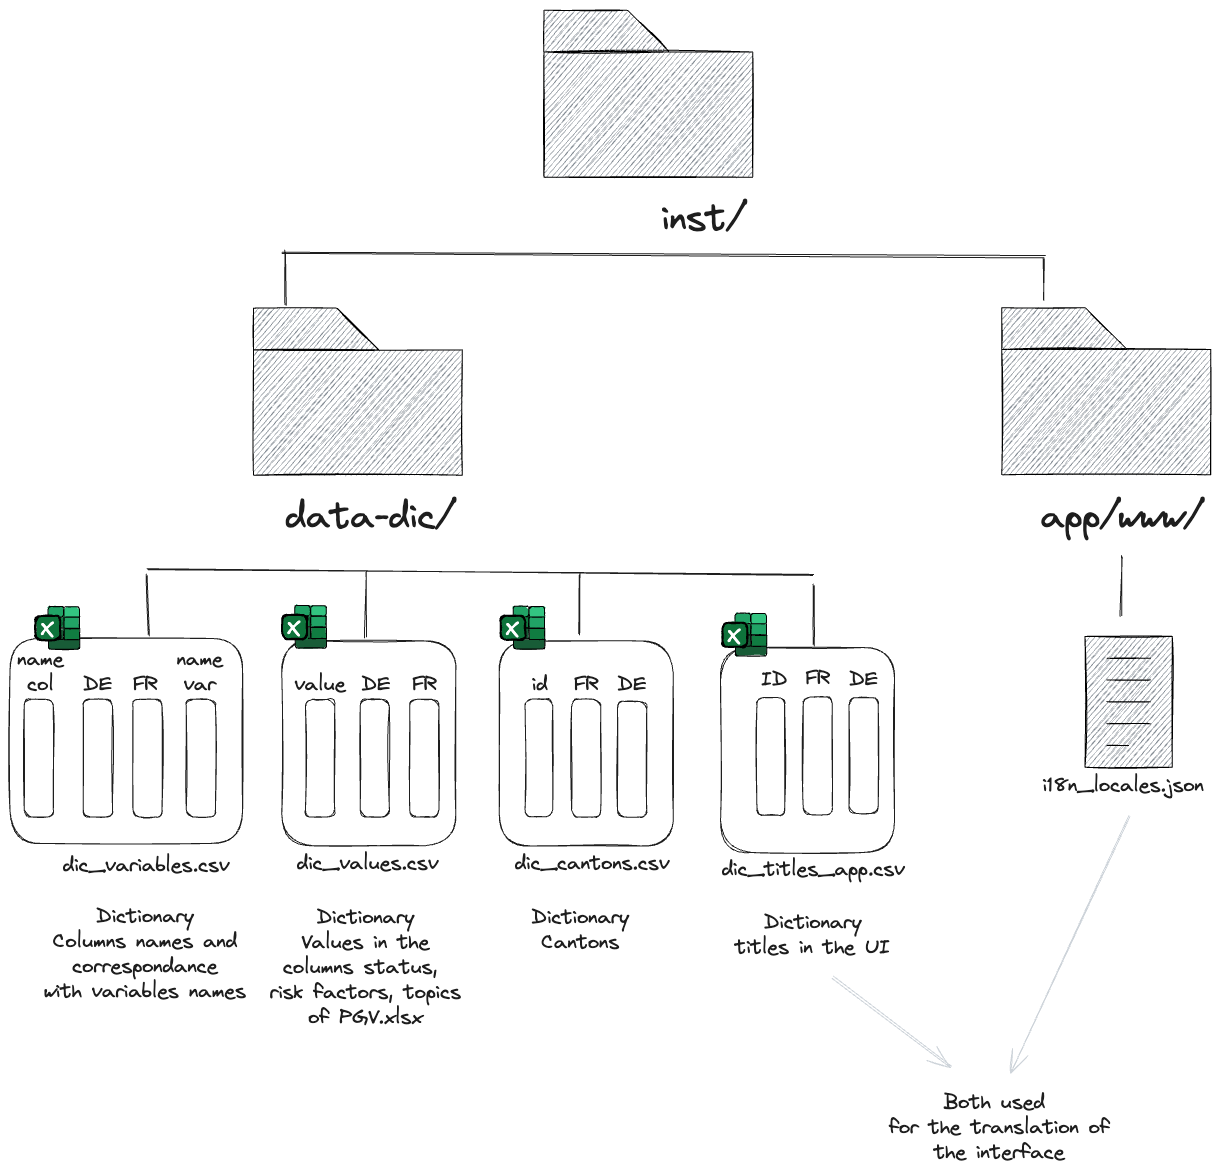 inst/
data-dic/
app/www/
name
name
col DE FR var
value DE FR
id FR DE
ID FR DE
X
X
X
X
dic_variables.csv
dic_values.csv
dic_cantons.csv
dic_titles_app.csv
i18n_locales.json
Dictionary
Columns names and
correspondance
with variables names
Dictionary
Values in the
columns status,
risk factors, topics
of PGV.xlsx
Dictionary
Cantons
Dictionary
titles in the UI
Both used
for the translation of
the interface